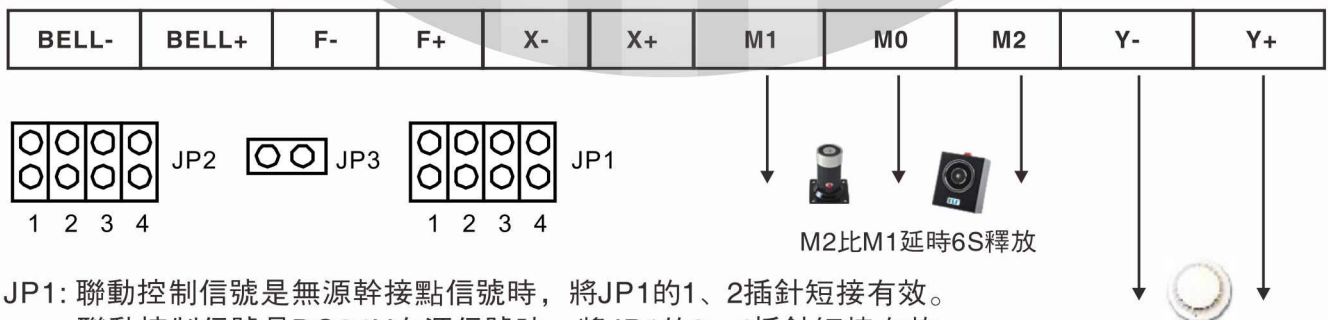 BELL- BELL+ F- F+ X- X+ M1 M0 M2 Y- Y+
JP2 JP3 JP1
1 2 3 4 1 2 3 4
M2比M1延時6S釋放
JP1: 聯動控制信號是無源幹接點信號時，將JP1的1、2插針短接有效。